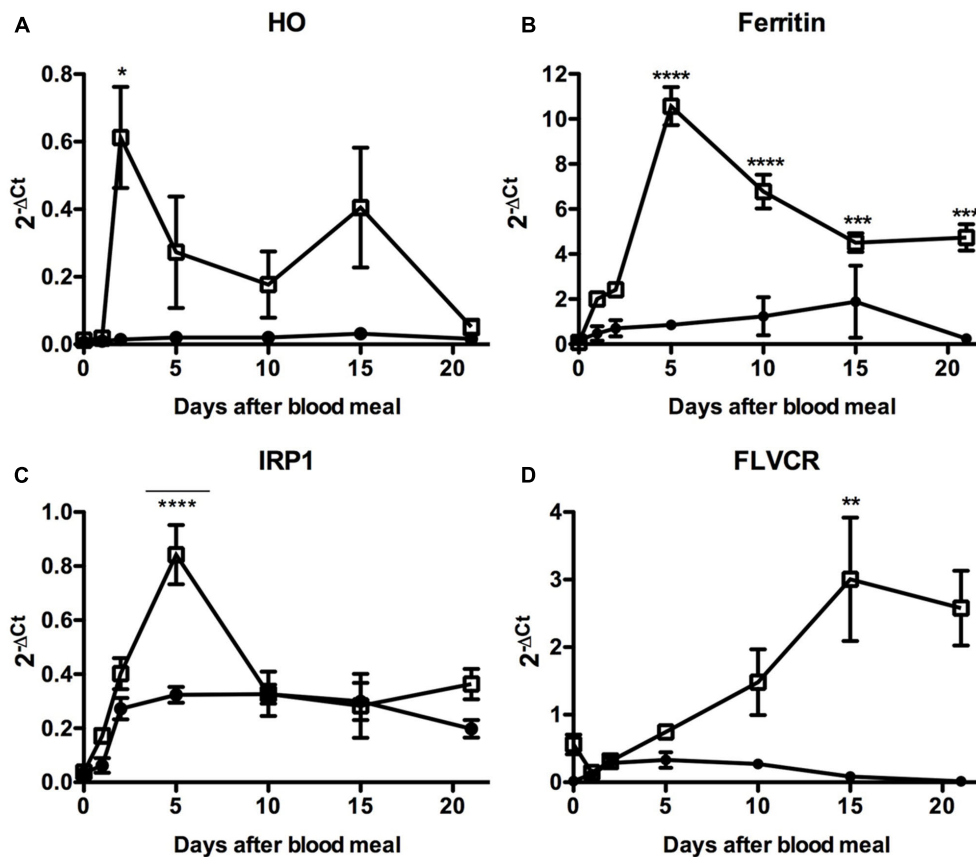 A HO
*
0.8
0.6
0.4
0.2
0.0
2^-ΔCt
0 5 10 15 20
Days after blood meal
B Ferritin
**** **** *** ***
12
10
8
6
4
2
0
2^-ΔCt
0 5 10 15 20
Days after blood meal
C IRP1
****
1.0
0.8
0.6
0.4
0.2
0.0
2^-ΔCt
0 5 10 15 20
Days after blood meal
D FLVCR
**
4
3
2
1
0
2^-ΔCt
0 5 10 15 20
Days after blood meal